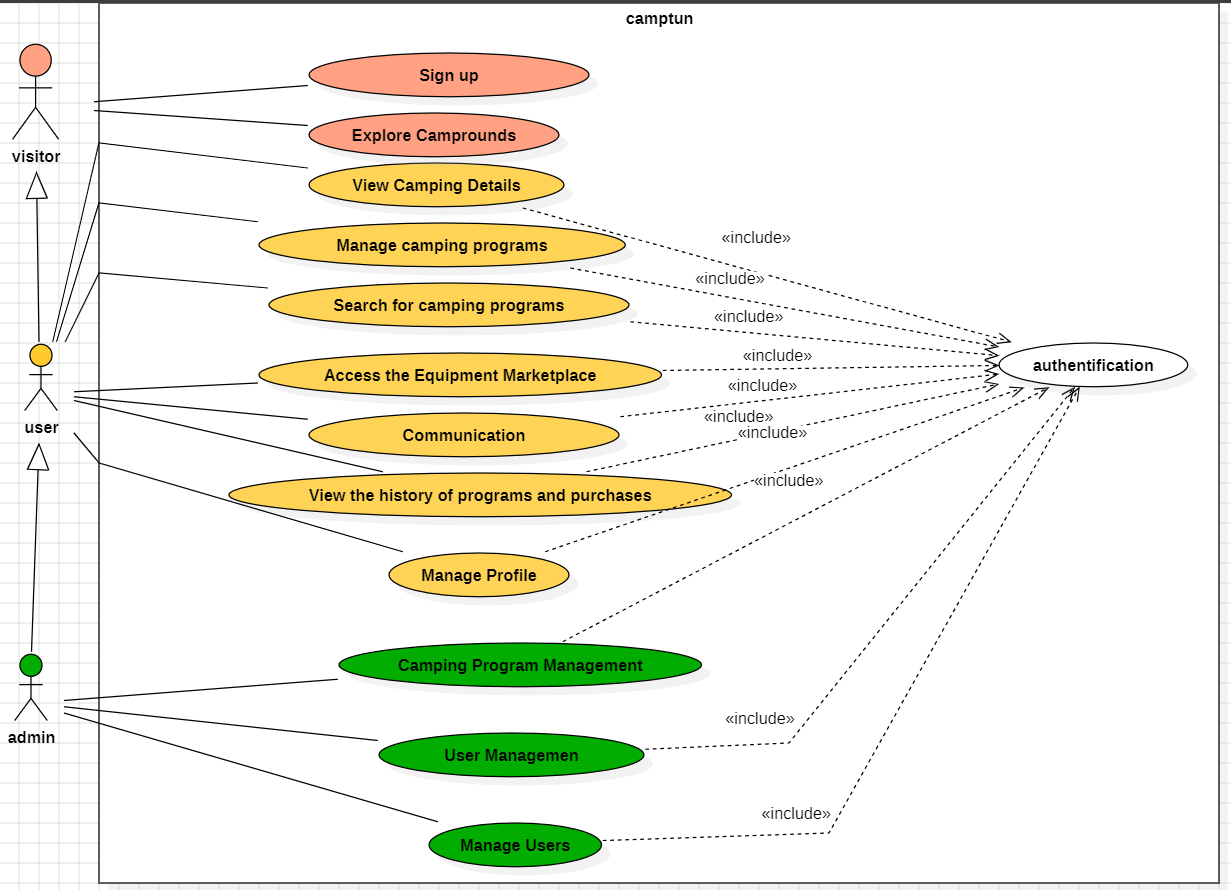 camptun
Sign up
Explore Camprounds
visitor
View Camping Details
«include»
Manage camping programs
«include»
Search for camping programs
«include»
«include»
authentification
Access the Equipment Marketplace
«include»
«include»
user
Communication
«include»
«include»
View the history of programs and purchases
Manage Profile
Camping Program Management
admin
«include»
User Managemen
«include»
Manage Users